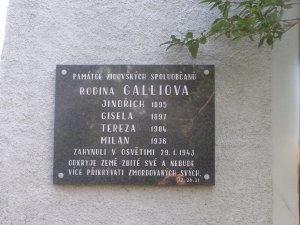 PAMÁTCE ŽIDOVSKÝCH SPOLUOBČANŮ
RODINA GALLIOVA
JINDŘICH 1895
GISELA 1897
TEREZA 1904
MILAN 1936
ZAHYNULI V OSVĚTIMI 29.1.1943
ODKRYJE ZEMĚ ZBITÉ SVÉ A NEBUDE
VÍCE PŘIKRÝVATI ZMORDOVANÝCH SVÝCH.